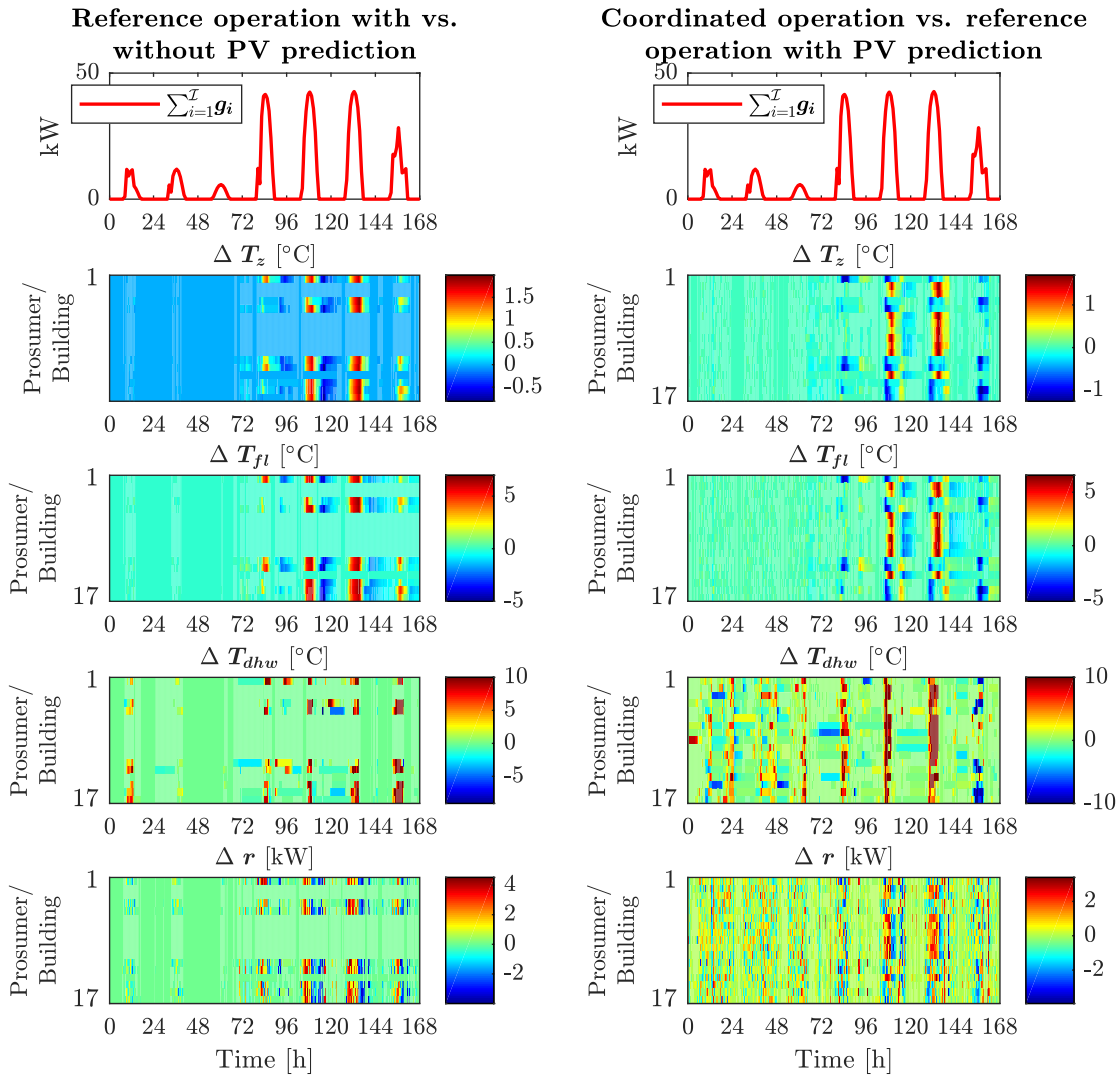 Reference operation with vs.
without PV prediction
50
kW
0
∑ᵢ₌₁ᴵ gᵢ
0 24 48 72 96 120 144 168
Δ T_z [°C]
Prosumer/
Building
1
17
1.5
1
0.5
0
-0.5
0 24 48 72 96 120 144 168
Δ T_fl [°C]
Prosumer/
Building
1
17
5
0
-5
0 24 48 72 96 120 144 168
Δ T_dhw [°C]
Prosumer/
Building
1
17
10
5
0
-5
0 24 48 72 96 120 144 168
Δ r [kW]
Prosumer/
Building
1
17
4
2
0
-2
0 24 48 72 96 120 144 168
Time [h]
Coordinated operation vs. reference
operation with PV prediction
50
kW
0
∑ᵢ₌₁ᴵ gᵢ
0 24 48 72 96 120 144 168
Δ T_z [°C]
Prosumer/
Building
1
17
1
0
-1
0 24 48 72 96 120 144 168
Δ T_fl [°C]
Prosumer/
Building
1
17
5
0
-5
0 24 48 72 96 120 144 168
Δ T_dhw [°C]
Prosumer/
Building
1
17
10
5
0
-5
-10
0 24 48 72 96 120 144 168
Δ r [kW]
Prosumer/
Building
1
17
2
0
-2
0 24 48 72 96 120 144 168
Time [h]